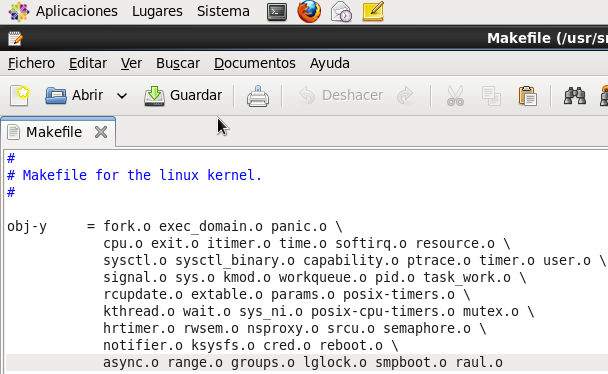 Aplicaciones Lugares Sistema
Makefile (/usr/sr
Fichero Editar Ver Buscar Documentos Ayuda
Abrir Guardar Deshacer
Makefile
#
# Makefile for the linux kernel.
#
obj-y = fork.o exec_domain.o panic.o \
cpu.o exit.o itimer.o time.o softirq.o resource.o \
sysctl.o sysctl_binary.o capability.o ptrace.o timer.o user.o \
signal.o sys.o kmod.o workqueue.o pid.o task_work.o \
rcupdate.o extable.o params.o posix-timers.o \
kthread.o wait.o sys_ni.o posix-cpu-timers.o mutex.o \
hrtimer.o rwsem.o nsproxy.o srcu.o semaphore.o \
notifier.o ksysfs.o cred.o reboot.o \
async.o range.o groups.o lglock.o smpboot.o raul.o